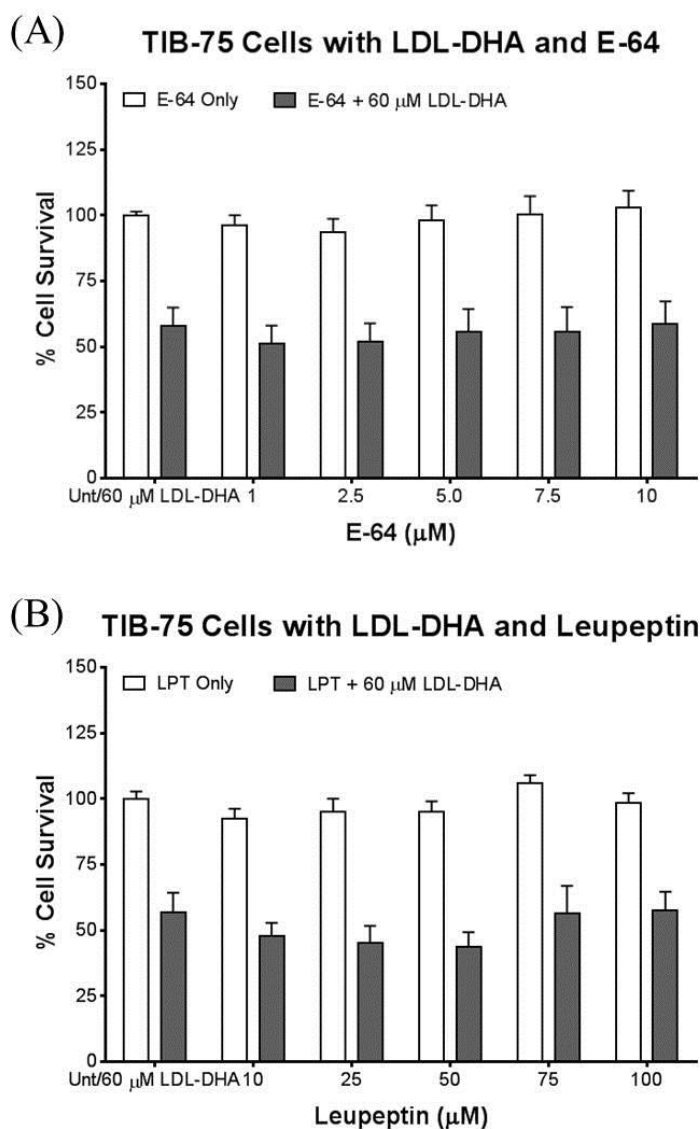 (A)
TIB-75 Cells with LDL-DHA and E-64
150
E-64 Only E-64 + 60 μM LDL-DHA
125
100
75
50
25
0
% Cell Survival
Unt/60 μM LDL-DHA 1 2.5 5.0 7.5 10
E-64 (μM)
(B)
TIB-75 Cells with LDL-DHA and Leupeptin
150
LPT Only LPT + 60 μM LDL-DHA
125
100
75
50
25
0
% Cell Survival
Unt/60 μM LDL-DHA 10 25 50 75 100
Leupeptin (μM)